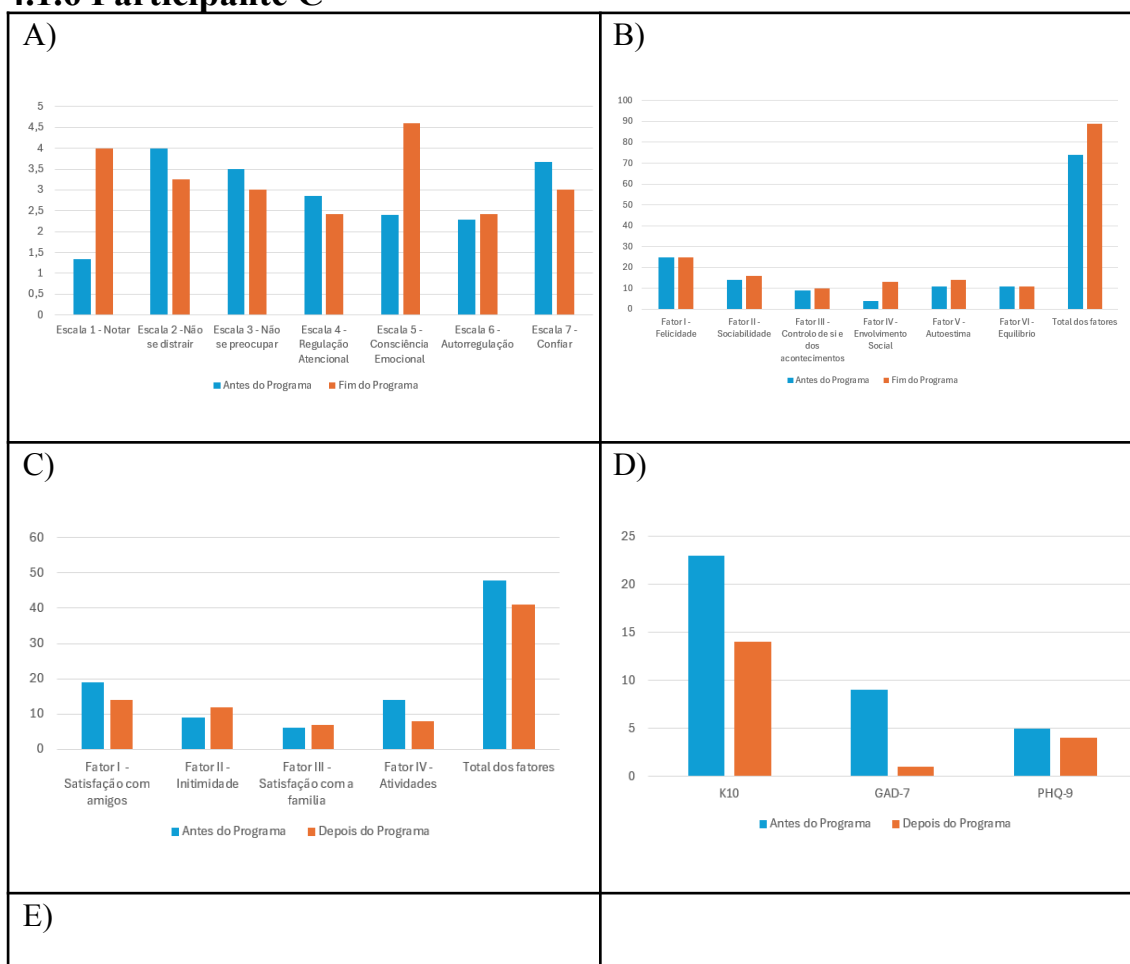 4.1.6 Participante C
A)
5
4,5
4
3,5
3
2,5
2
1,5
1
0,5
0
Escala 1 - Notar
Escala 2 -Não
se distrair
Escala 3 - Não
se preocupar
Escala 4 -
Regulação
Atencional
Escala 5 -
Consciência
Emocional
Escala 6 -
Autorregulação
Escala 7 -
Confiar
Antes do Programa
Fim do Programa
B)
100
90
80
70
60
50
40
30
20
10
0
Fator I -
Felicidade
Fator II -
Sociabilidade
Fator III -
Controlo de si e
dos
acontecimentos
Fator IV -
Envolvimento
Social
Fator V -
Autoestima
Fator VI -
Equilíbrio
Total dos fatores
Antes do Programa
Fim do Programa
C)
60
50
40
30
20
10
0
Fator I -
Satisfação com
amigos
Fator II -
Initimidade
Fator III -
Satisfação com a
familia
Fator IV -
Atividades
Total dos fatores
Antes do Programa
Depois do Programa
D)
25
20
15
10
5
0
K10
GAD-7
PHQ-9
Antes do Programa
Depois do Programa
E)